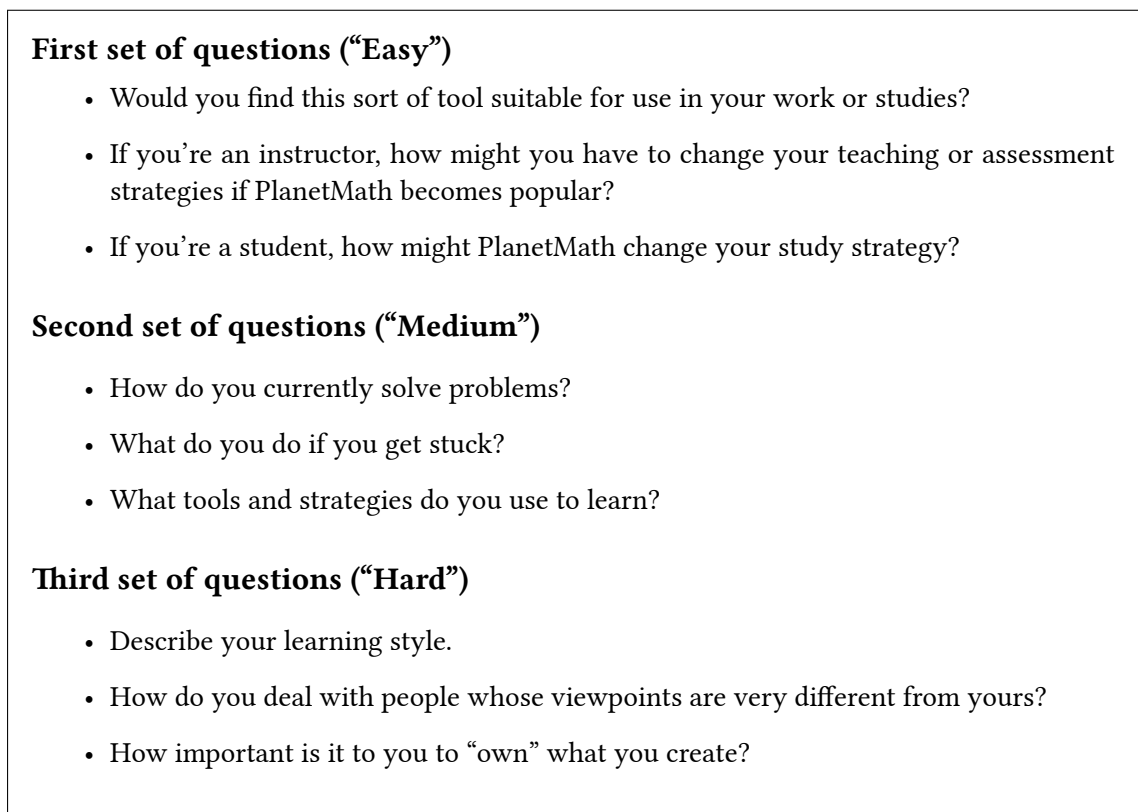 First set of questions (“Easy”)
• Would you find this sort of tool suitable for use in your work or studies?
• If you’re an instructor, how might you have to change your teaching or assessment
strategies if PlanetMath becomes popular?
• If you’re a student, how might PlanetMath change your study strategy?
Second set of questions (“Medium”)
• How do you currently solve problems?
• What do you do if you get stuck?
• What tools and strategies do you use to learn?
Third set of questions (“Hard”)
• Describe your learning style.
• How do you deal with people whose viewpoints are very different from yours?
• How important is it to you to “own” what you create?